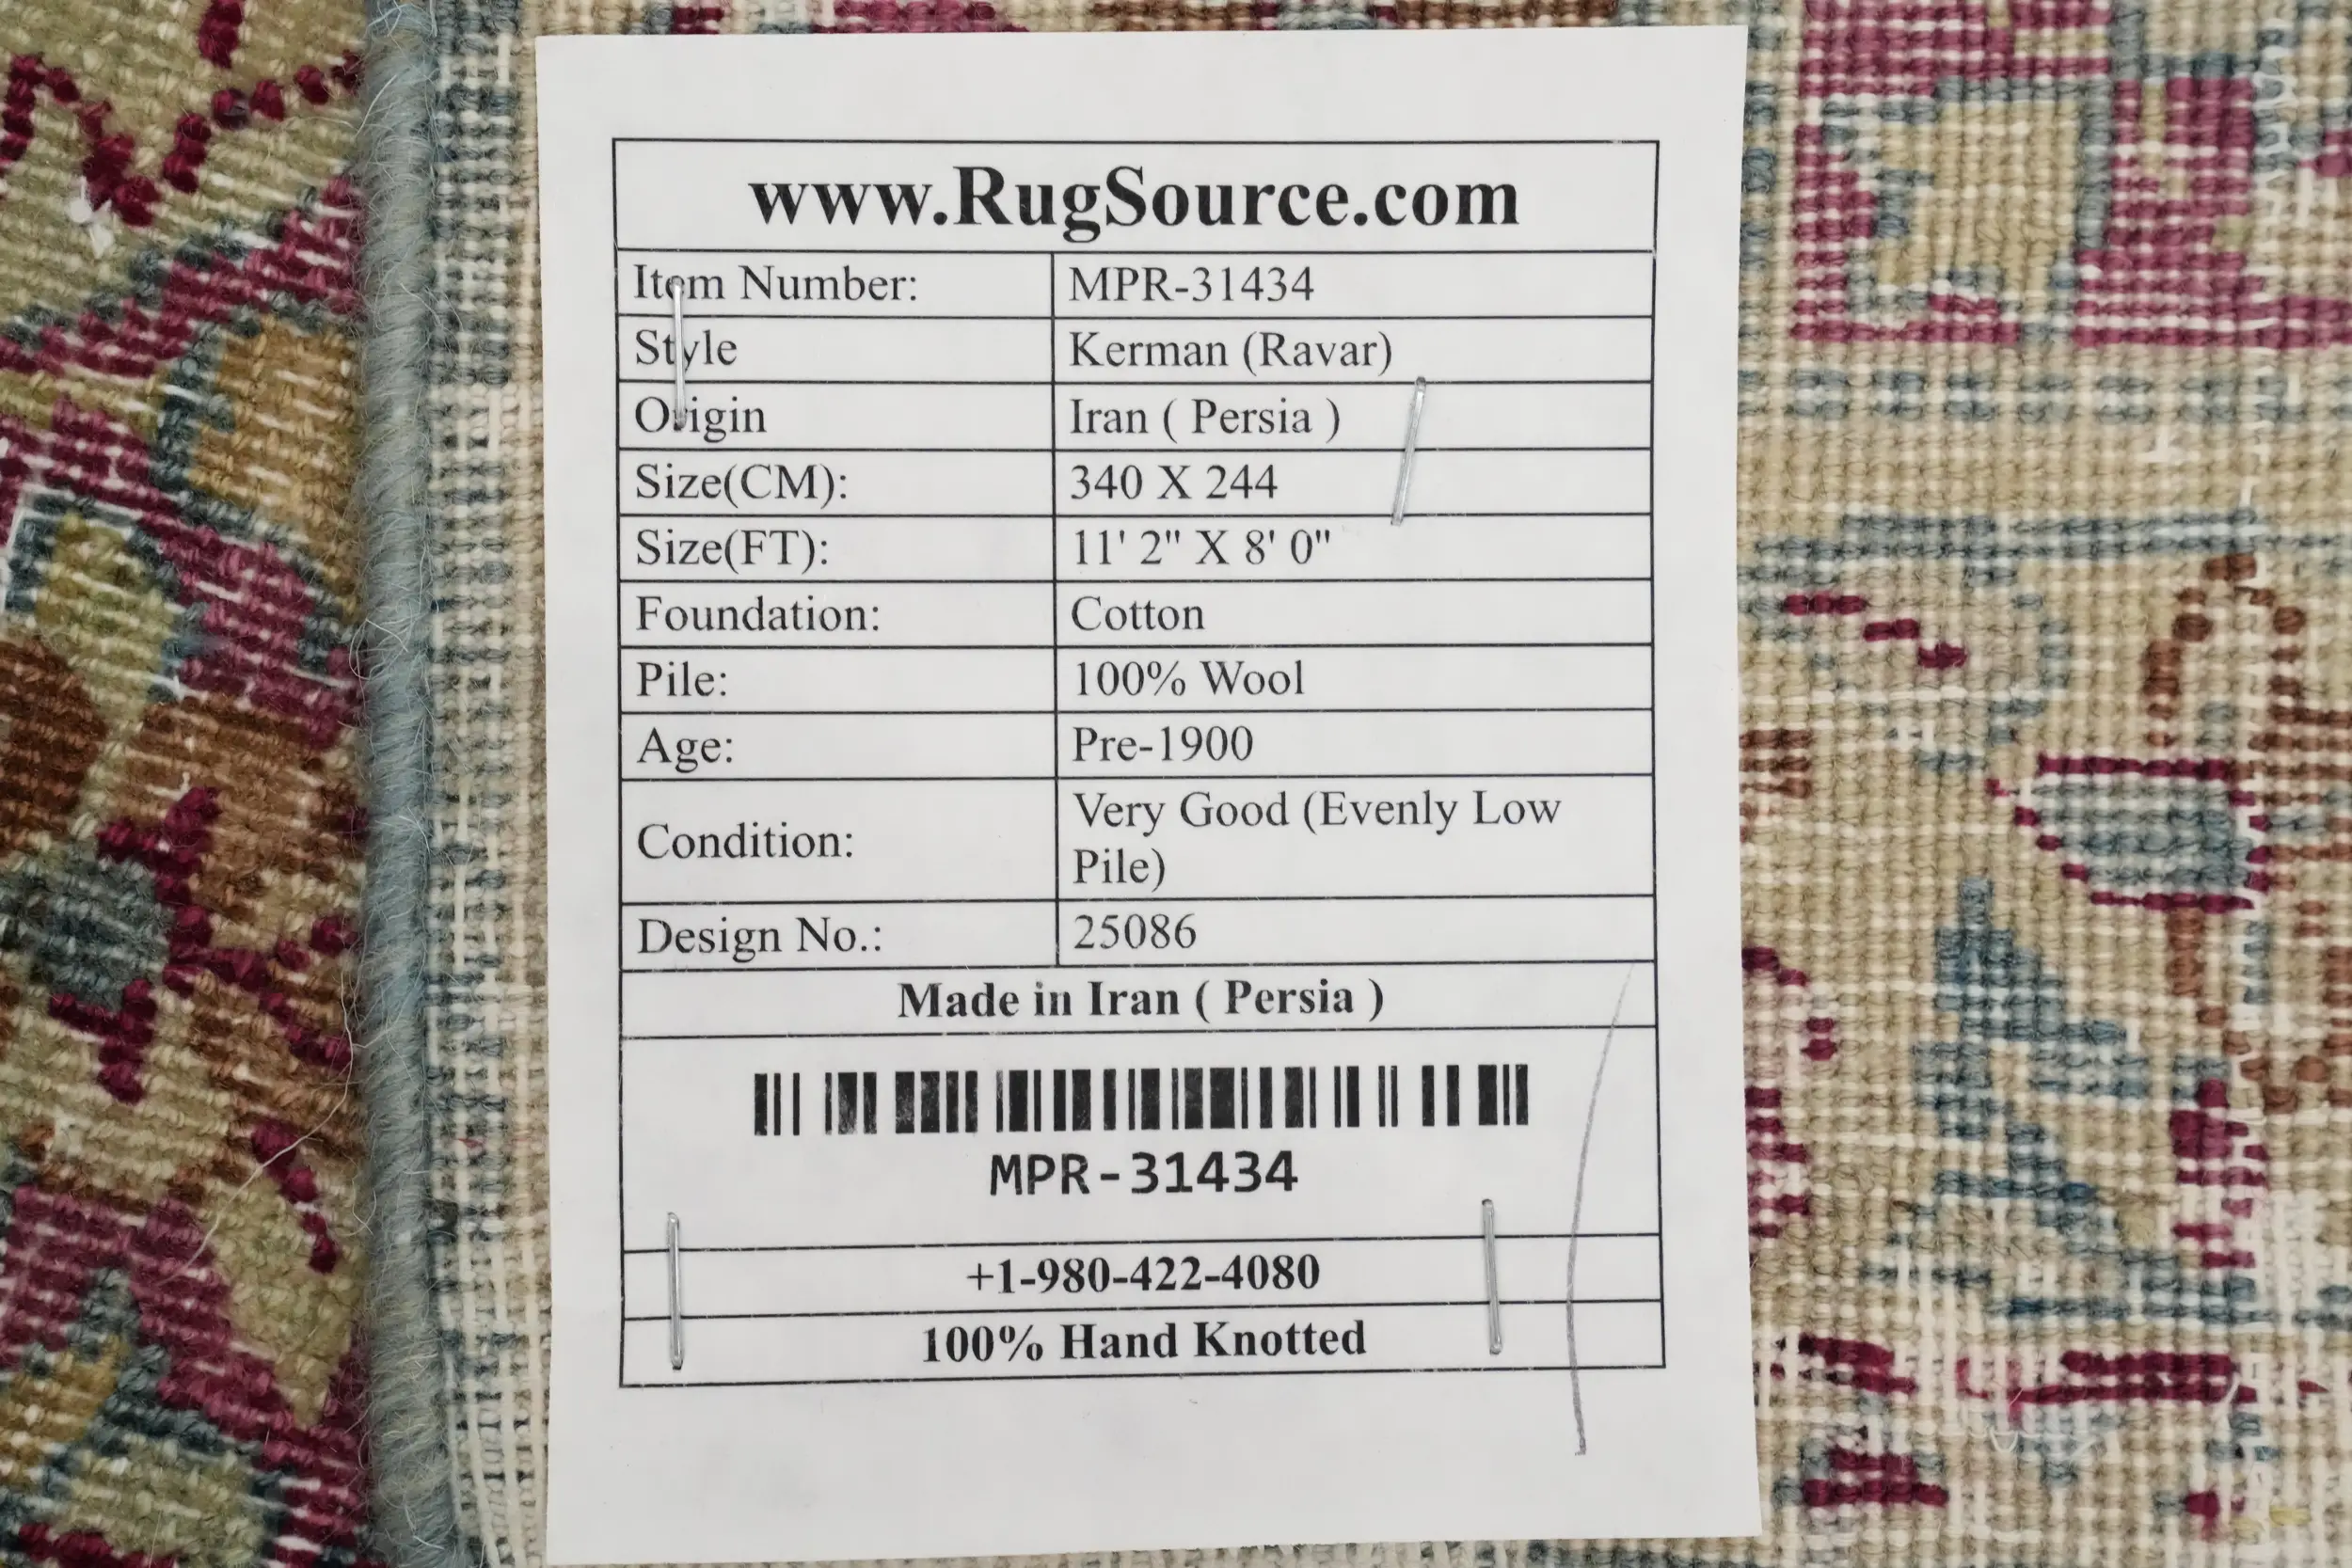 www.RugSource.com
Item Number: MPR-31434
Style Kerman (Ravar)
Origin Iran ( Persia )
Size(CM): 340 X 244
Size(FT): 11' 2" X 8' 0"
Foundation: Cotton
Pile: 100% Wool
Age: Pre-1900
Condition: Very Good (Evenly Low
Pile)
Design No.: 25086
Made in Iran ( Persia )
MPR-31434
+1-980-422-4080
100% Hand Knotted